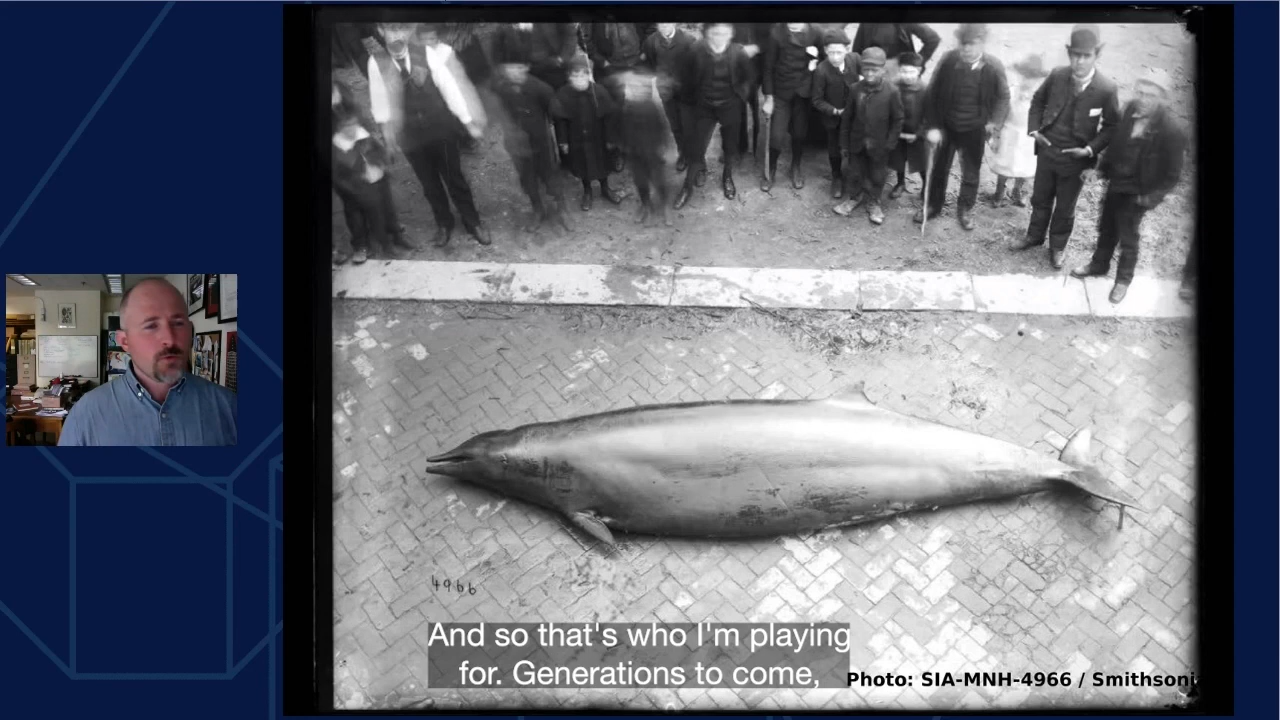 4966
And so that's who I'm playing
for. Generations to come,
Photo: SIA-MNH-4966 / Smithsoni